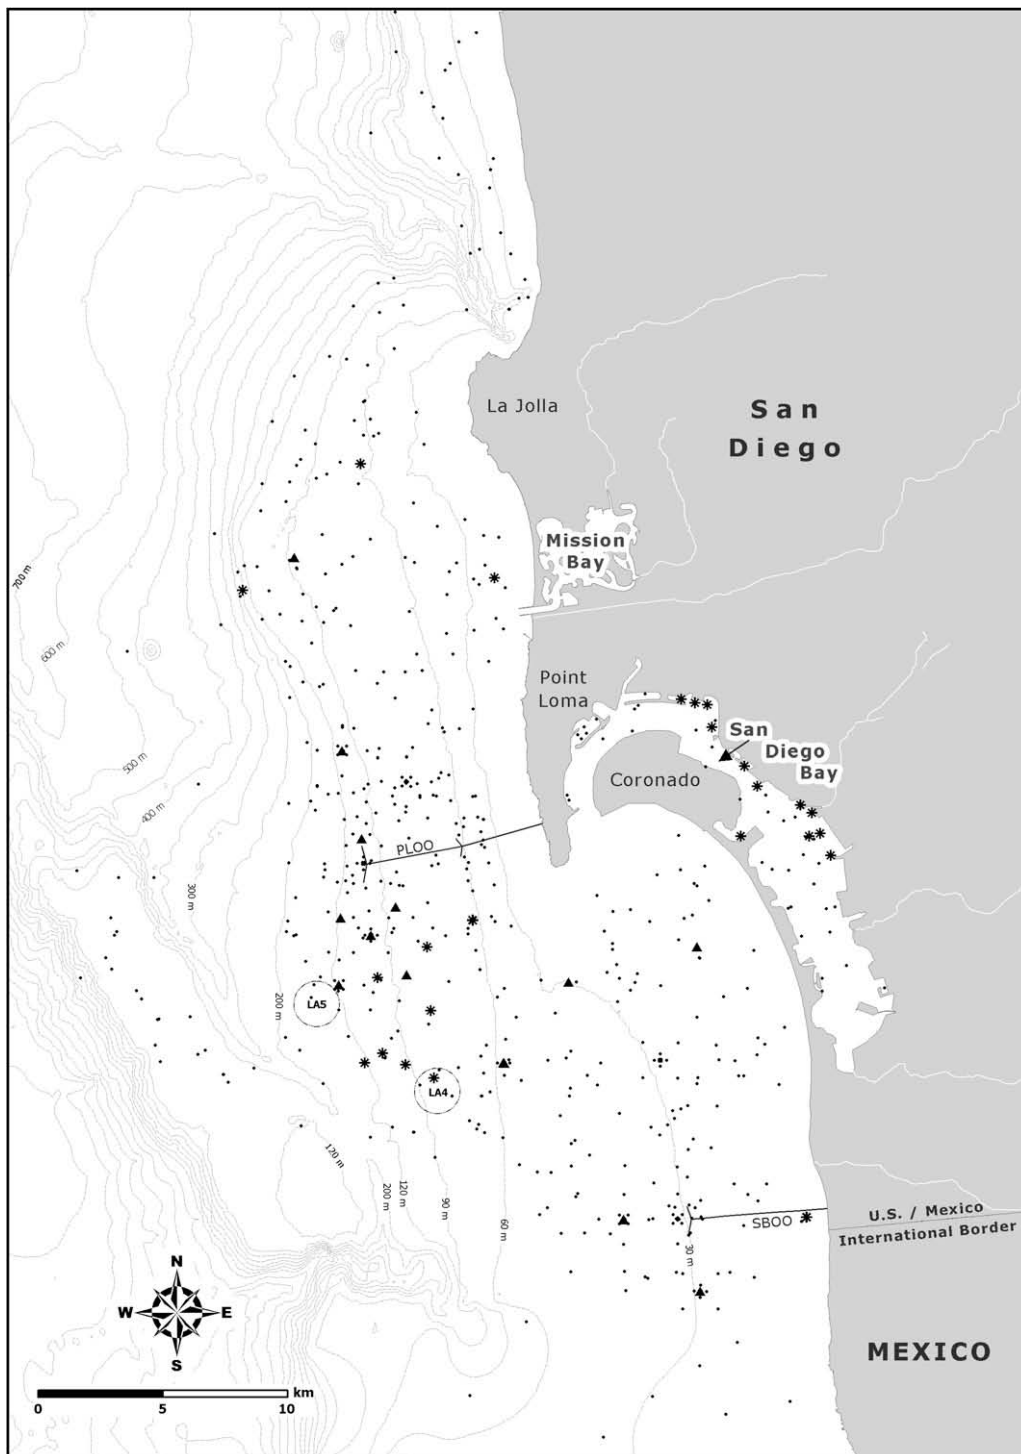 La Jolla
San
Diego
Mission
Bay
700 m
600 m
Point
Loma
San
Diego
Bay
500 m
Coronado
400 m
PLOO
300 m
200 m
LA5
LA4
120 m
200 m
120 m
90 m
60 m
30 m
SBOO
U.S. / Mexico
International Border
N
W E
S
MEXICO
km
0 5 10